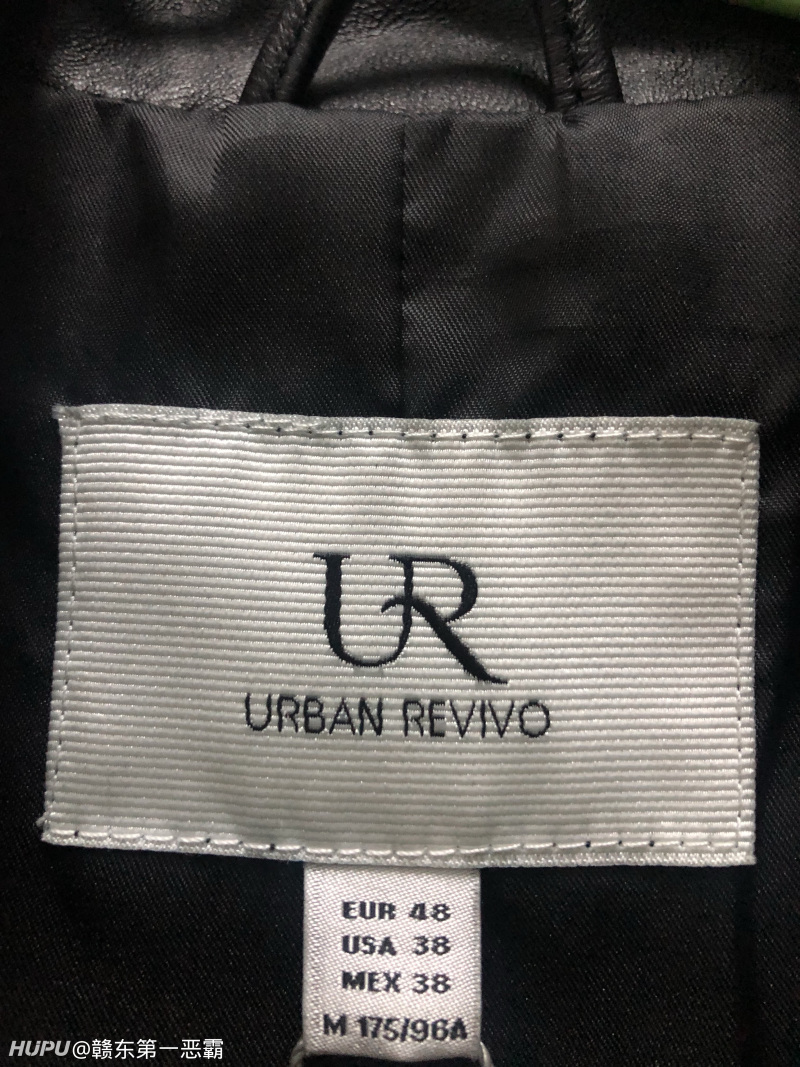 UR
URBAN REVIVO
EUR 48
USA 38
MEX 38
M 175/96A
HUPU@赣东第一恶霸